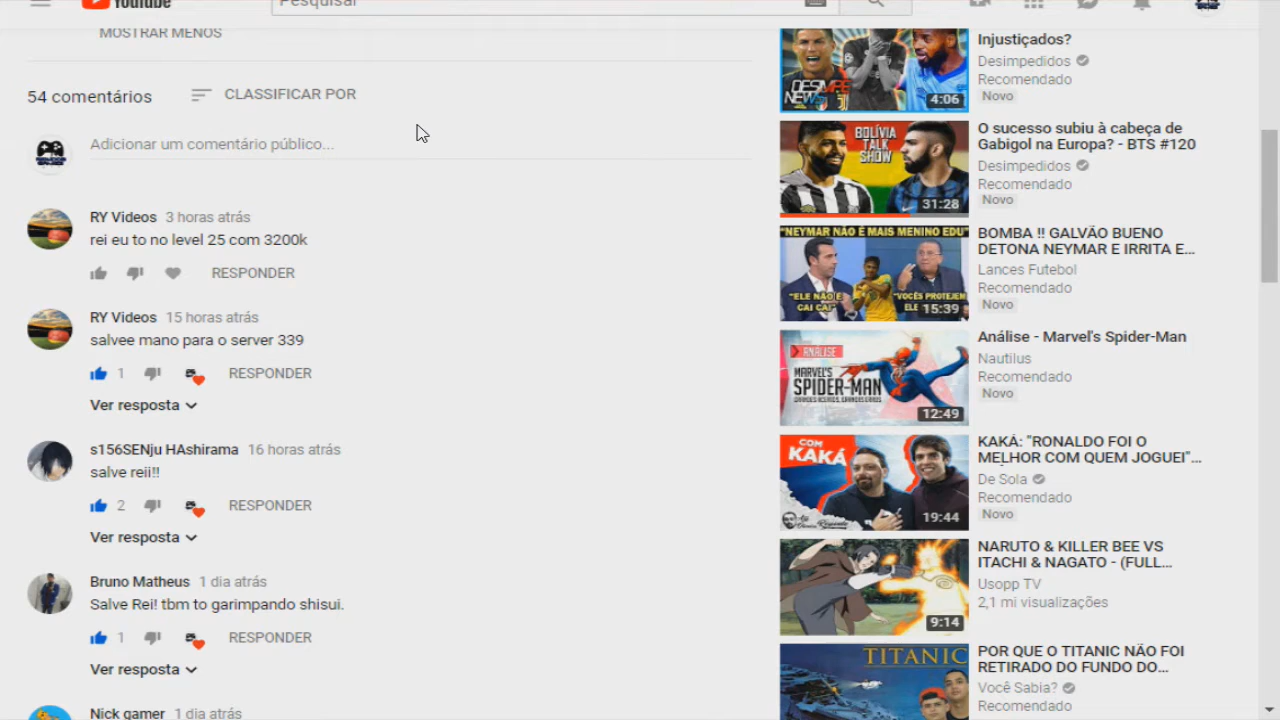 YouTube
Pesquisar
MOSTRAR MENOS
54 comentários
CLASSIFICAR POR
Adicionar um comentário público...
RY Videos 3 horas atrás
rei eu to no level 25 com 3200k
RESPONDER
RY Videos 15 horas atrás
salvee mano para o server 339
1
RESPONDER
Ver resposta
s156SENju HAshirama 16 horas atrás
salve reii!!
2
RESPONDER
Ver resposta
Bruno Matheus 1 dia atrás
Salve Rei! tbm to garimpando shisui.
1
RESPONDER
Ver resposta
Nick gamer 1 dia atrás
DESIMPE
NEWS
4:06
Injustiçados?
Desimpedidos
Recomendado
Novo
BOLÍVIA
TALK
SHOW
31:28
O sucesso subiu à cabeça de
Gabigol na Europa? - BTS #120
Desimpedidos
Recomendado
Novo
"NEYMAR NÃO É MAIS MENINO EDU"
"ELE NÃO É
CAI CAI"
"VOCÊS PROTEJEM
ELE
15:39
BOMBA !! GALVÃO BUENO
DETONA NEYMAR E IRRITA E...
Lances Futebol
Recomendado
Novo
ANÁLISE
MARVEL'S
SPIDER-MAN
GRANDES ACERTOS, GRANDES FALHAS
12:49
Análise - Marvel's Spider-Man
Nautilus
Recomendado
Novo
COM
KAKÁ
19:44
KAKÁ: "RONALDO FOI O
MELHOR COM QUEM JOGUEI"...
De Sola
Recomendado
Novo
9:14
NARUTO & KILLER BEE VS
ITACHI & NAGATO - (FULL...
Usopp TV
2,1 mi visualizações
TITANIC
POR QUE O TITANIC NÃO FOI
RETIRADO DO FUNDO DO...
Você Sabia?
Recomendado